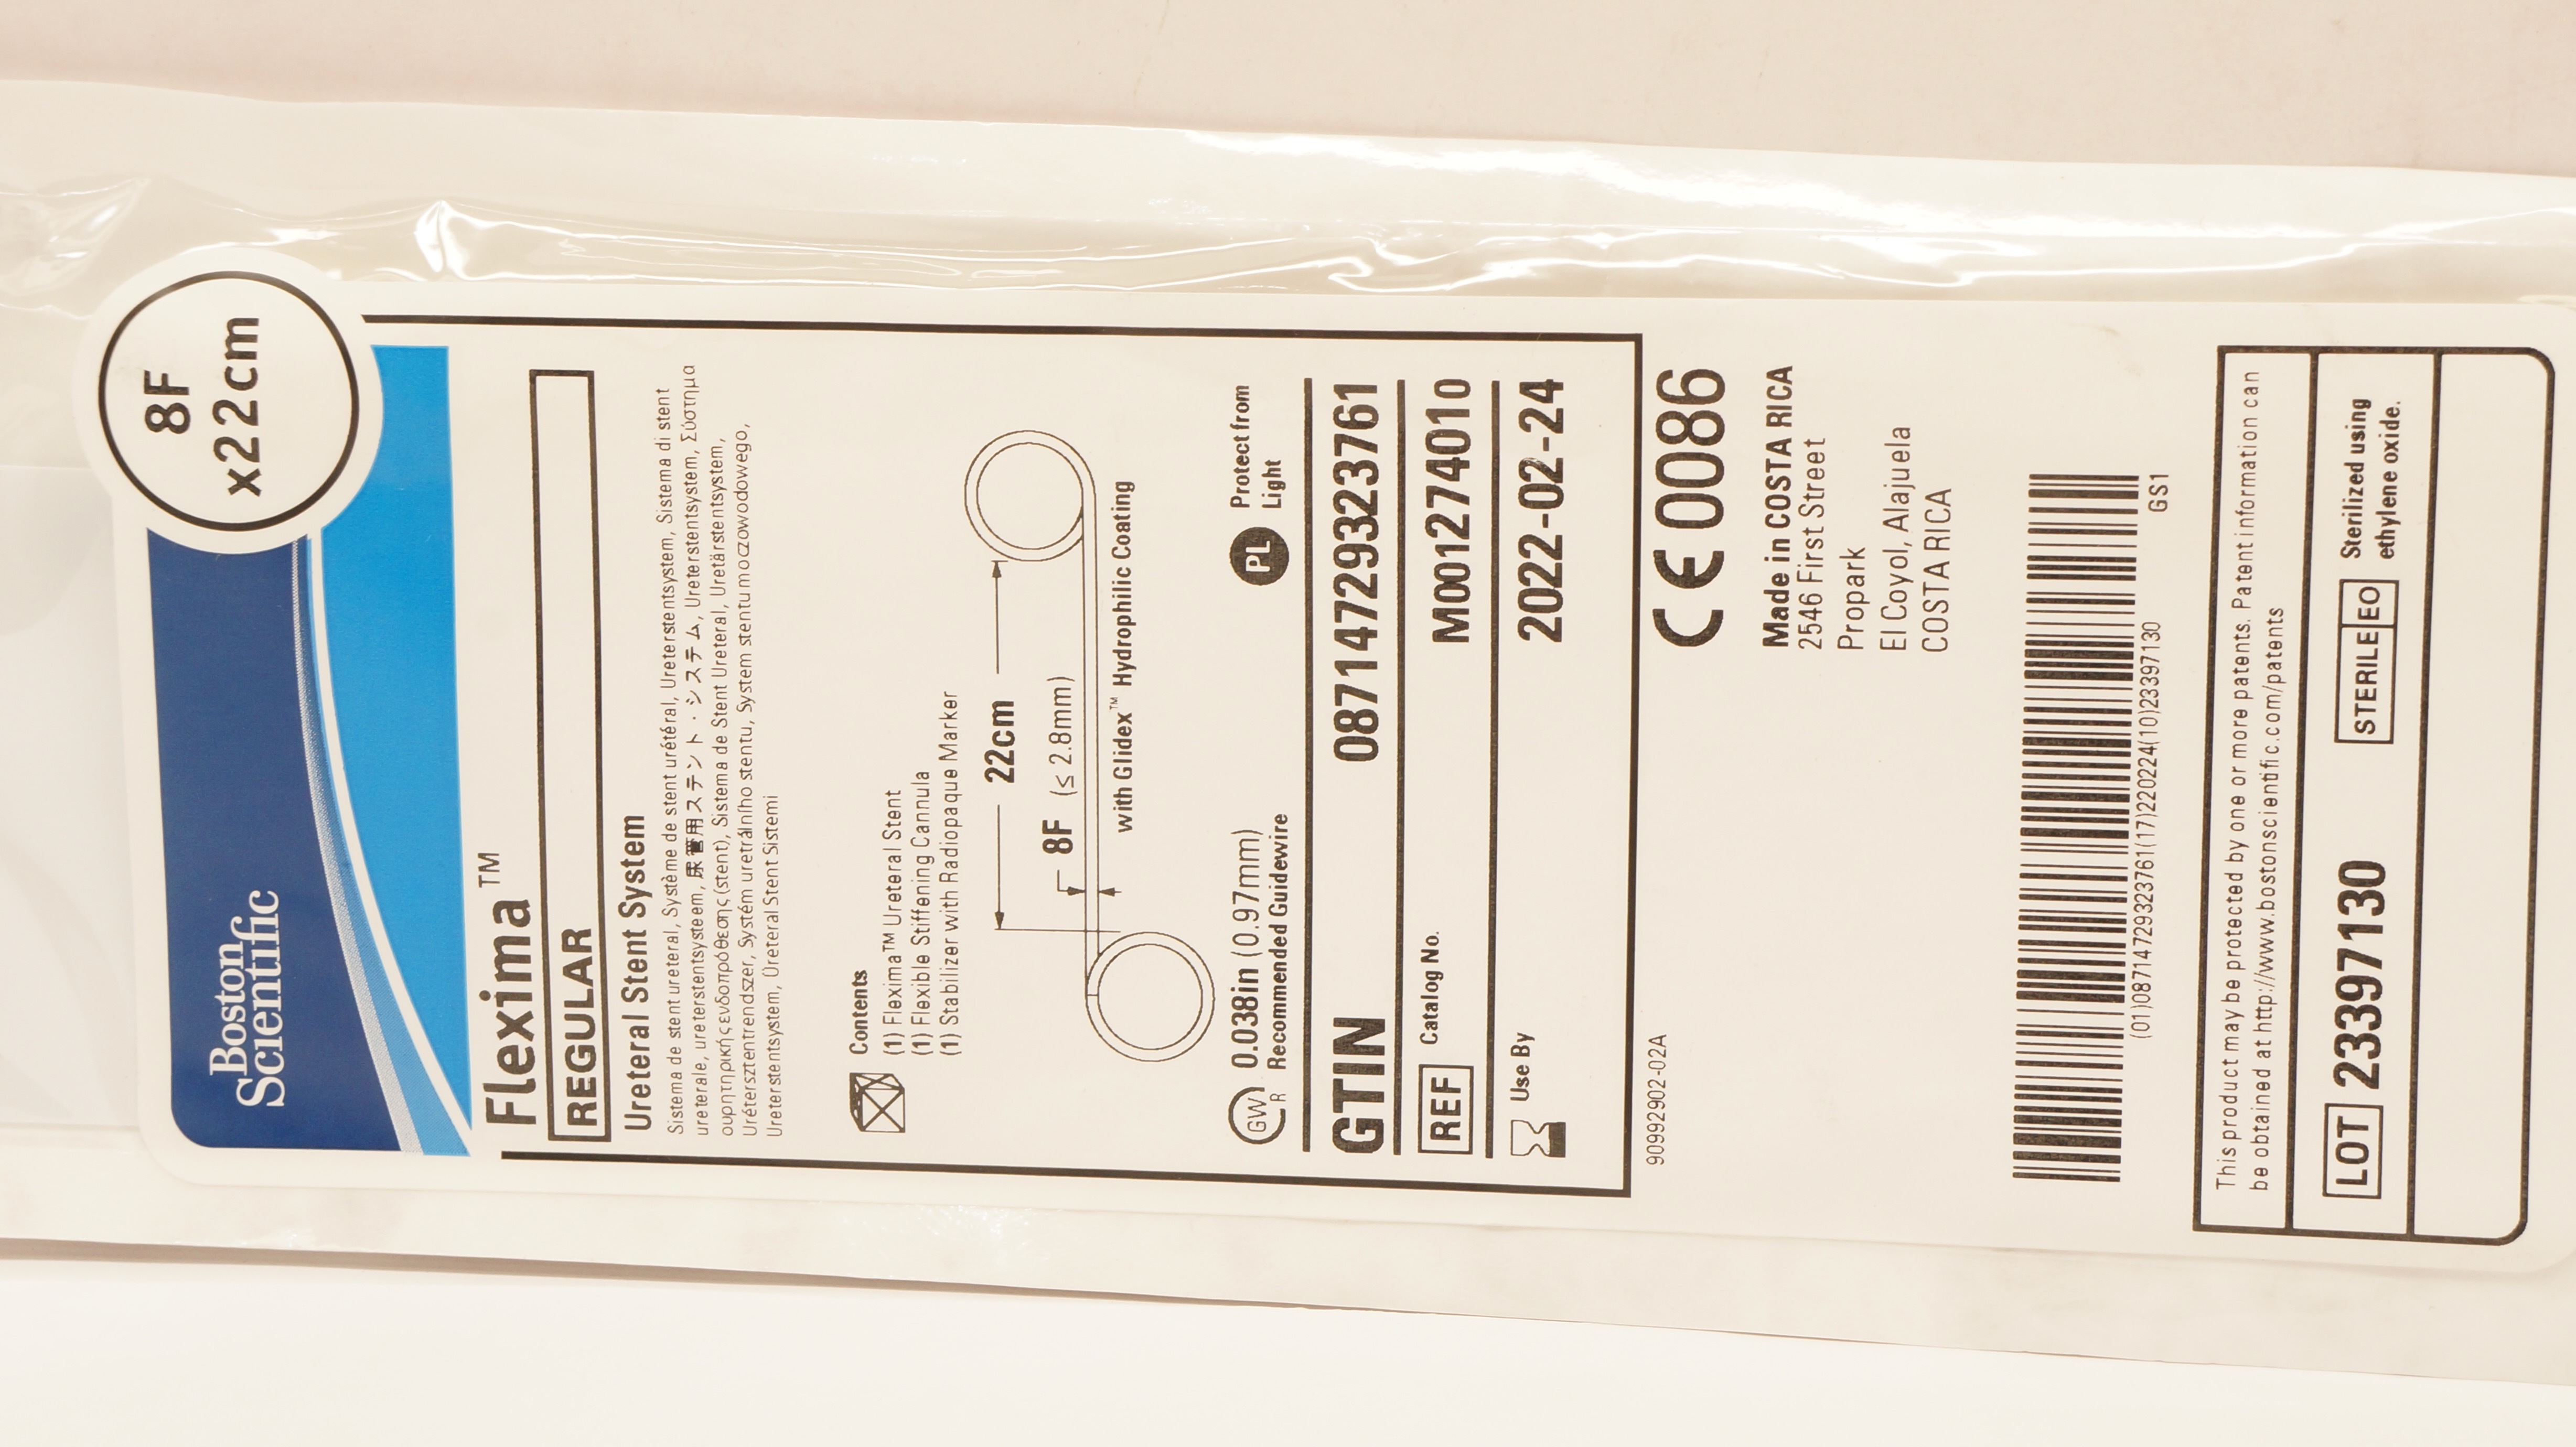 8F
x22cm
Boston
Scientific
Flexima™
REGULAR
Ureteral Stent System
Sistema de stent ureteral, Système de stent urétéral, Ureterstentsystem, Sistema di stent
ureterale, ureterstentsysteem, 尿管用ステント・システム, Ureterstentsystem, Σύστημα
ουρητηρικής ενδοπρόθεσης (stent), Sistema de Stent Ureteral, Uretärstentsystem,
Urétersztentrendszer, Systém uretrálního stentu, System stentu moczowodowego,
Ureterstentsystem, Üreteral Stent Sistemi
Contents
(1) Flexima™ Ureteral Stent
(1) Flexible Stiffening Cannula
(1) Stabilizer with Radiopaque Marker
22cm
8F (≤ 2.8mm)
with Glidex™ Hydrophilic Coating
GW R 0.038in (0.97mm)
Recommended Guidewire
PL Protect from
Light
GTIN 08714729323761
REF Catalog No. M001274010
Use By 2022-02-24
90992902-02A
CE 0086
Made in COSTA RICA
2546 First Street
Propark
El Coyol, Alajuela
COSTA RICA
(01)08714729323761(17)220224(10)23397130
GS1
This product may be protected by one or more patents. Patent information can
be obtained at http://www.bostonscientific.com/patents
LOT 23397130
STERILE EO Sterilized using
ethylene oxide.